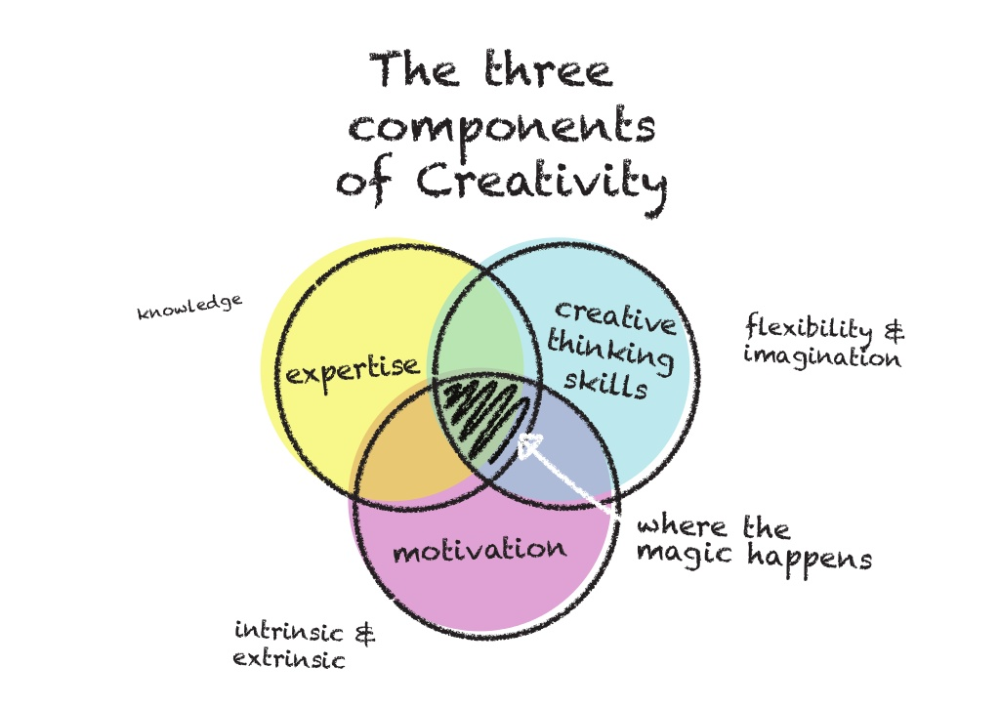 The three
components
of Creativity
knowledge
expertise
creative
thinking
skills
flexibility &
imagination
motivation
where the
magic happens
intrinsic &
extrinsic